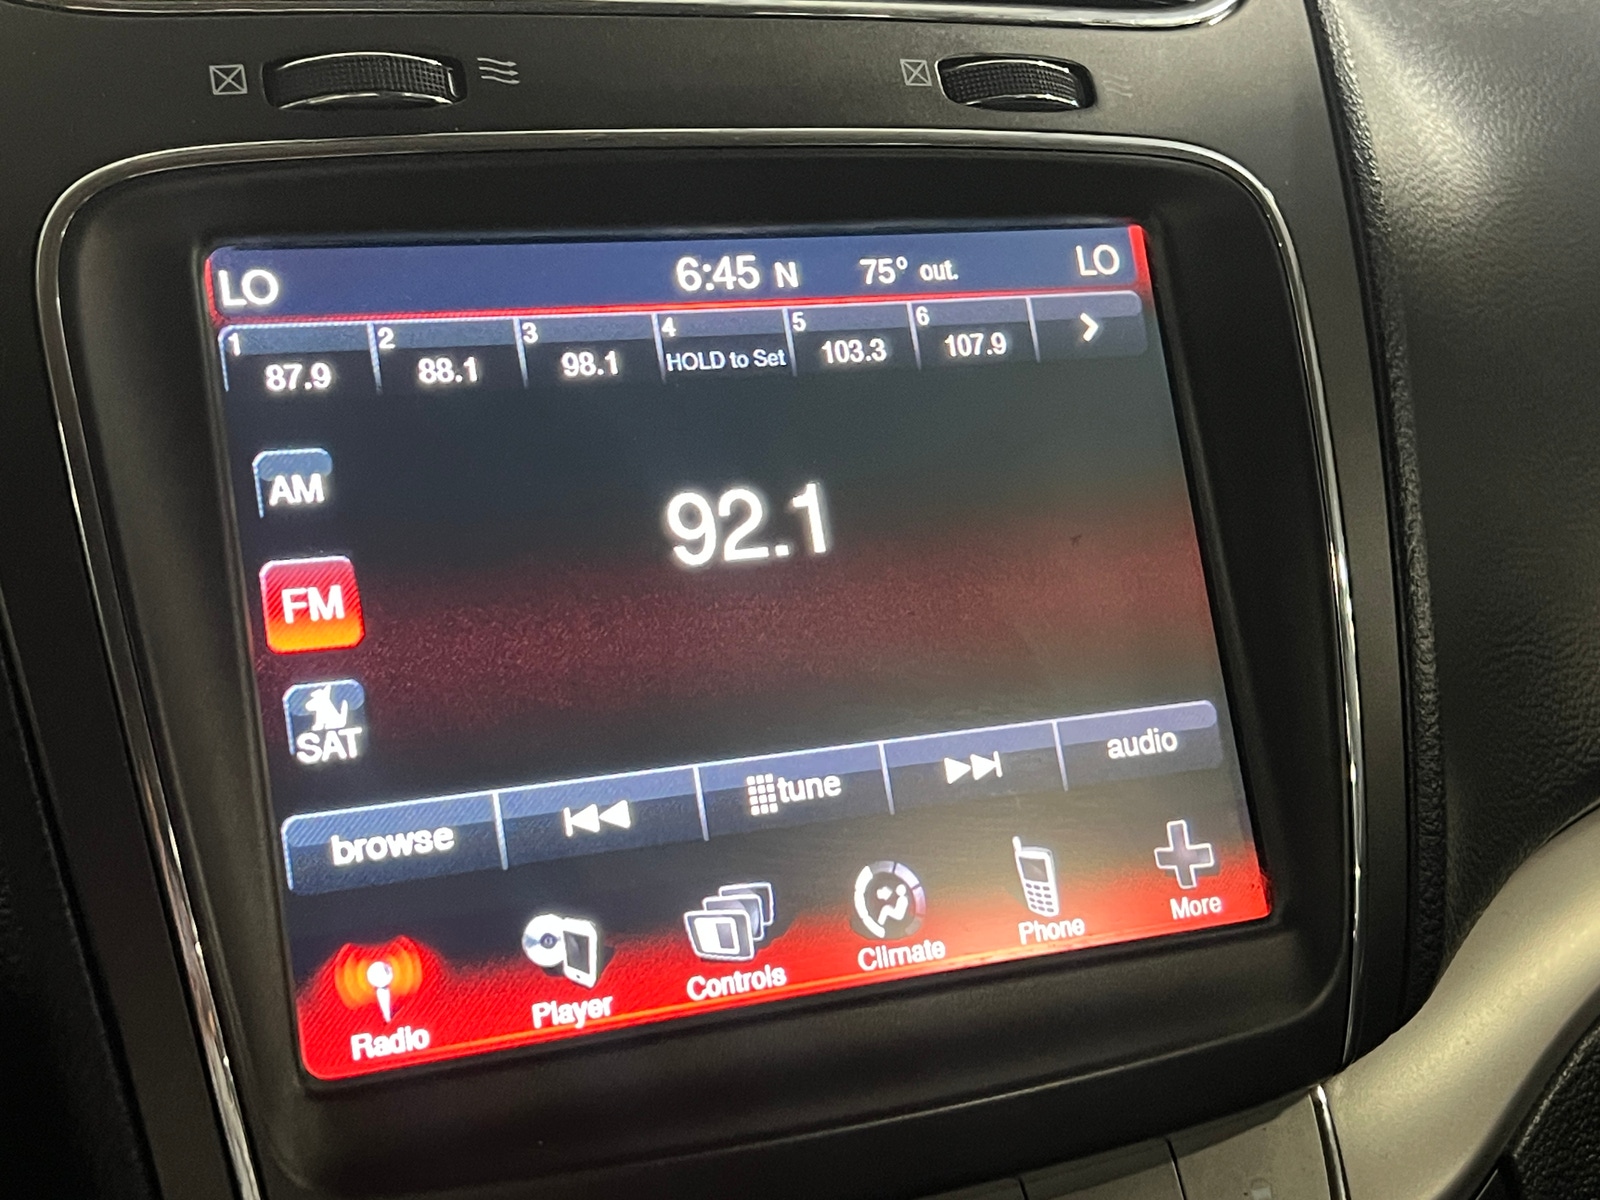 LO 6:45 N 75° out. LO
1 2 3 4 5 6
87.9 88.1 98.1 HOLD to Set 103.3 107.9
AM
92.1
FM
SAT
browse tune audio
Radio Player Controls Climate Phone More